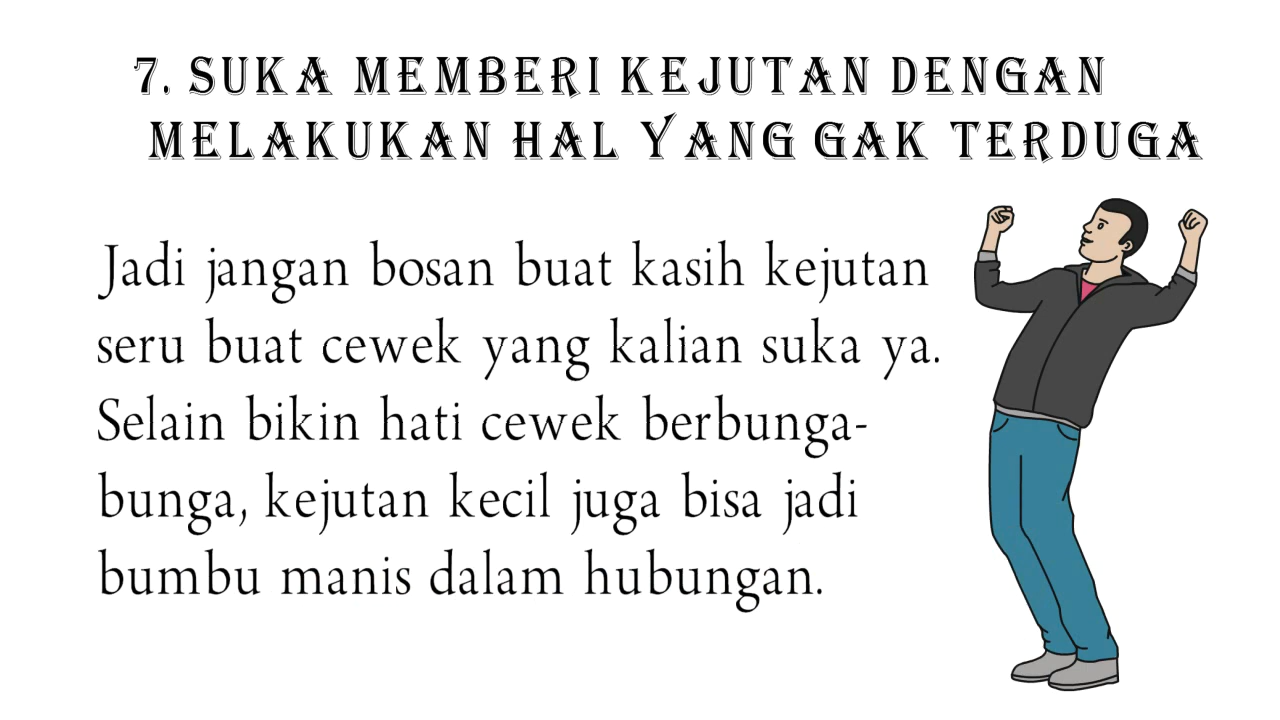 7. SUKA MEMBERI KEJUTAN DENGAN
MELAKUKAN HAL YANG GAK TERDUGA
Jadi jangan bosan buat kasih kejutan
seru buat cewek yang kalian suka ya.
Selain bikin hati cewek berbunga-
bunga, kejutan kecil juga bisa jadi
bumbu manis dalam hubungan.